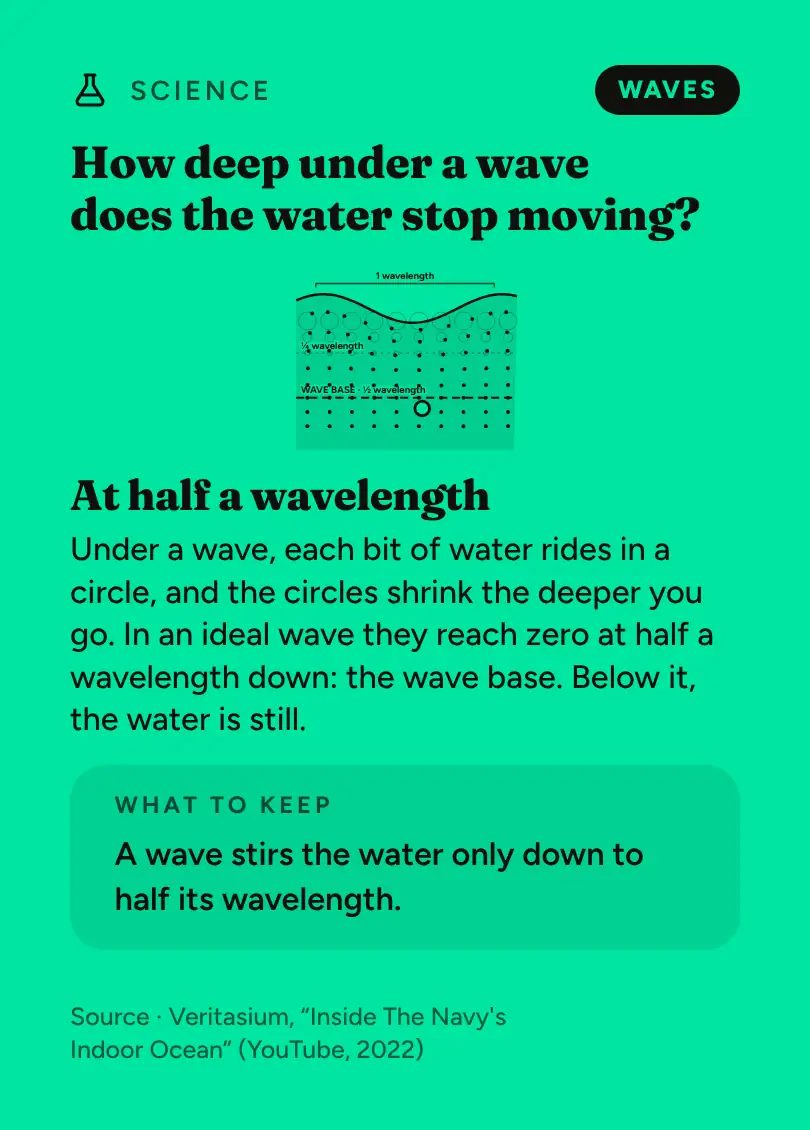 SCIENCE
WAVES
How deep under a wave
does the water stop moving?
1 wavelength
¼ wavelength
WAVE BASE · ½ wavelength
At half a wavelength
Under a wave, each bit of water rides in a
circle, and the circles shrink the deeper you
go. In an ideal wave they reach zero at half a
wavelength down: the wave base. Below it,
the water is still.
WHAT TO KEEP
A wave stirs the water only down to
half its wavelength.
Source · Veritasium, “Inside The Navy's
Indoor Ocean” (YouTube, 2022)